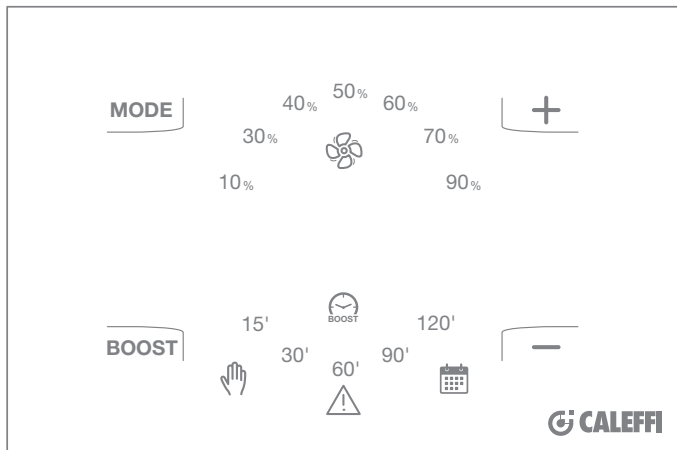 50%
40% 60%
MODE +
30% 70%
10% 90%
BOOST
15' 120'
BOOST −
30' 90'
60'
CALEFFI